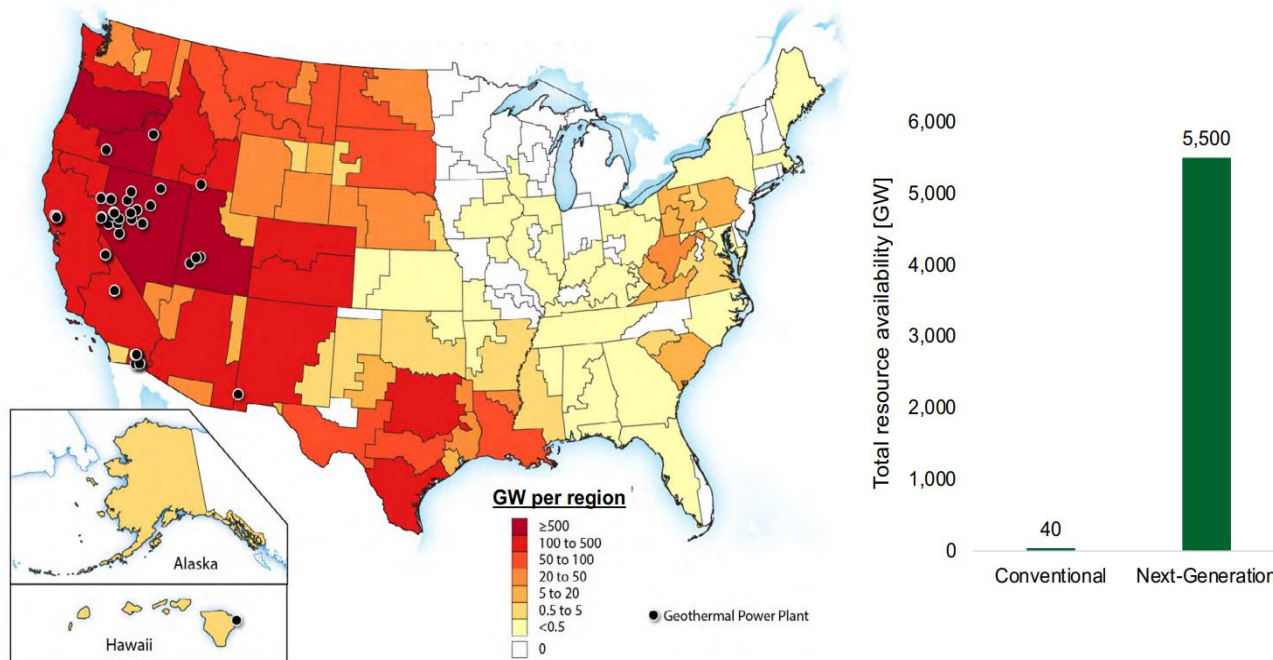 GW per region
≥500
100 to 500
50 to 100
20 to 50
5 to 20
0.5 to 5
<0.5
0
Geothermal Power Plant
Alaska
Hawaii
Total resource availability [GW]
6,000
5,000
4,000
3,000
2,000
1,000
0
40
5,500
Conventional
Next-Generation